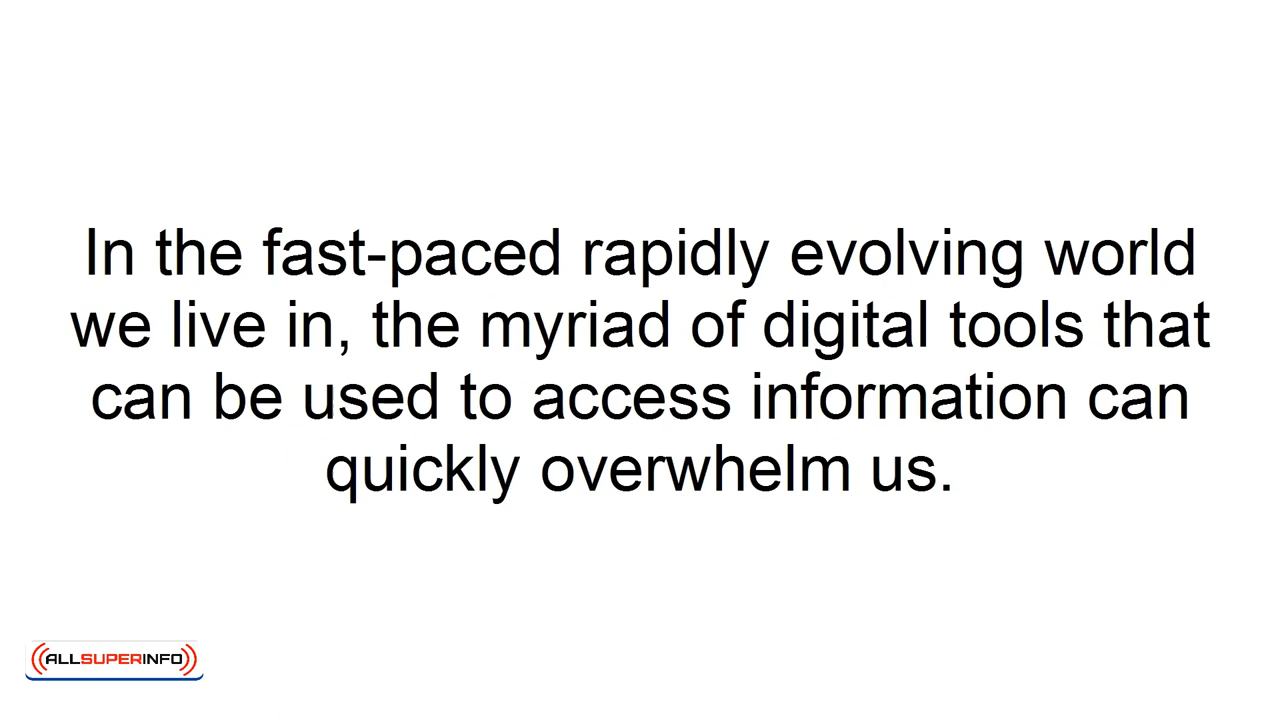 In the fast-paced rapidly evolving world
we live in, the myriad of digital tools that
can be used to access information can
quickly overwhelm us.
ALLSUPERINFO